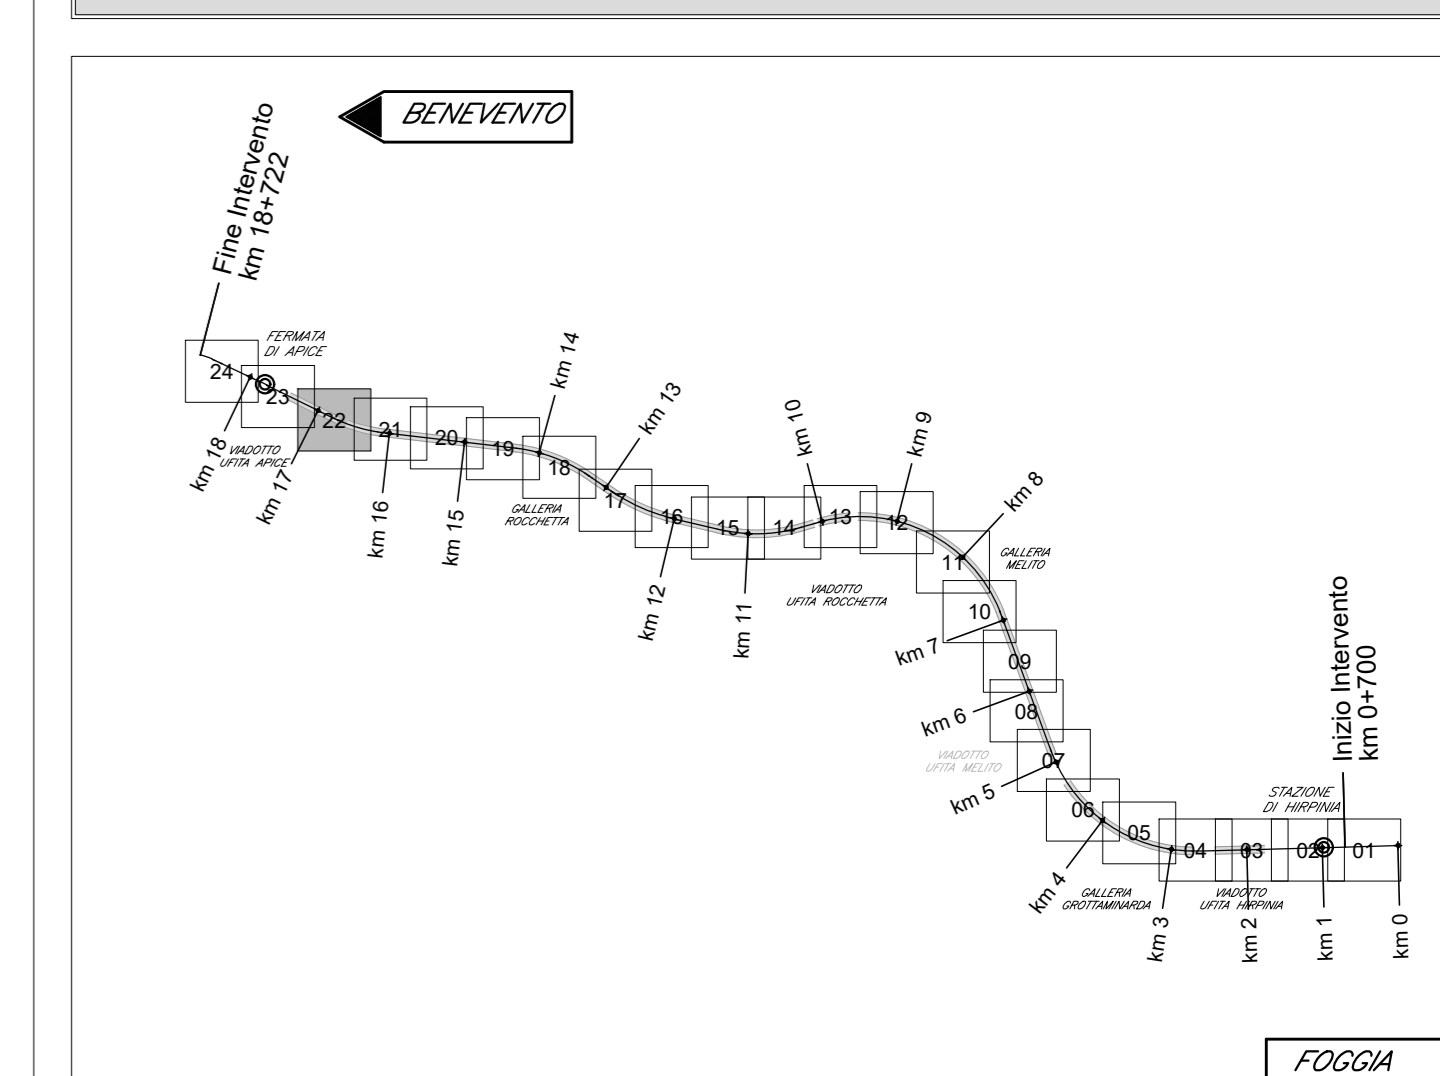 BENEVENTO
Fine Intervento
km 18+722
FERMATA
DI APICE
24
23
22
21
20
19
18
17
16
15
14
13
12
11
10
09
08
07
06
05
04
03
02
01
km 18
VIADOTTO
UFITA APICE
km 17
km 16
km 15
km 14
GALLERIA
ROCCHETTA
km 13
km 12
km 11
km 10
VIADOTTO
UFITA ROCCHETTA
km 9
km 8
GALLERIA
MELITO
km 7
km 6
VIADOTTO
UFITA MELITO
km 5
km 4
GALLERIA
GROTTAMINARDA
km 3
VIADOTTO
UFITA HIRPINIA
km 2
STAZIONE
DI HIRPINIA
km 1
Inizio Intervento
km 0+700
km 0
FOGGIA